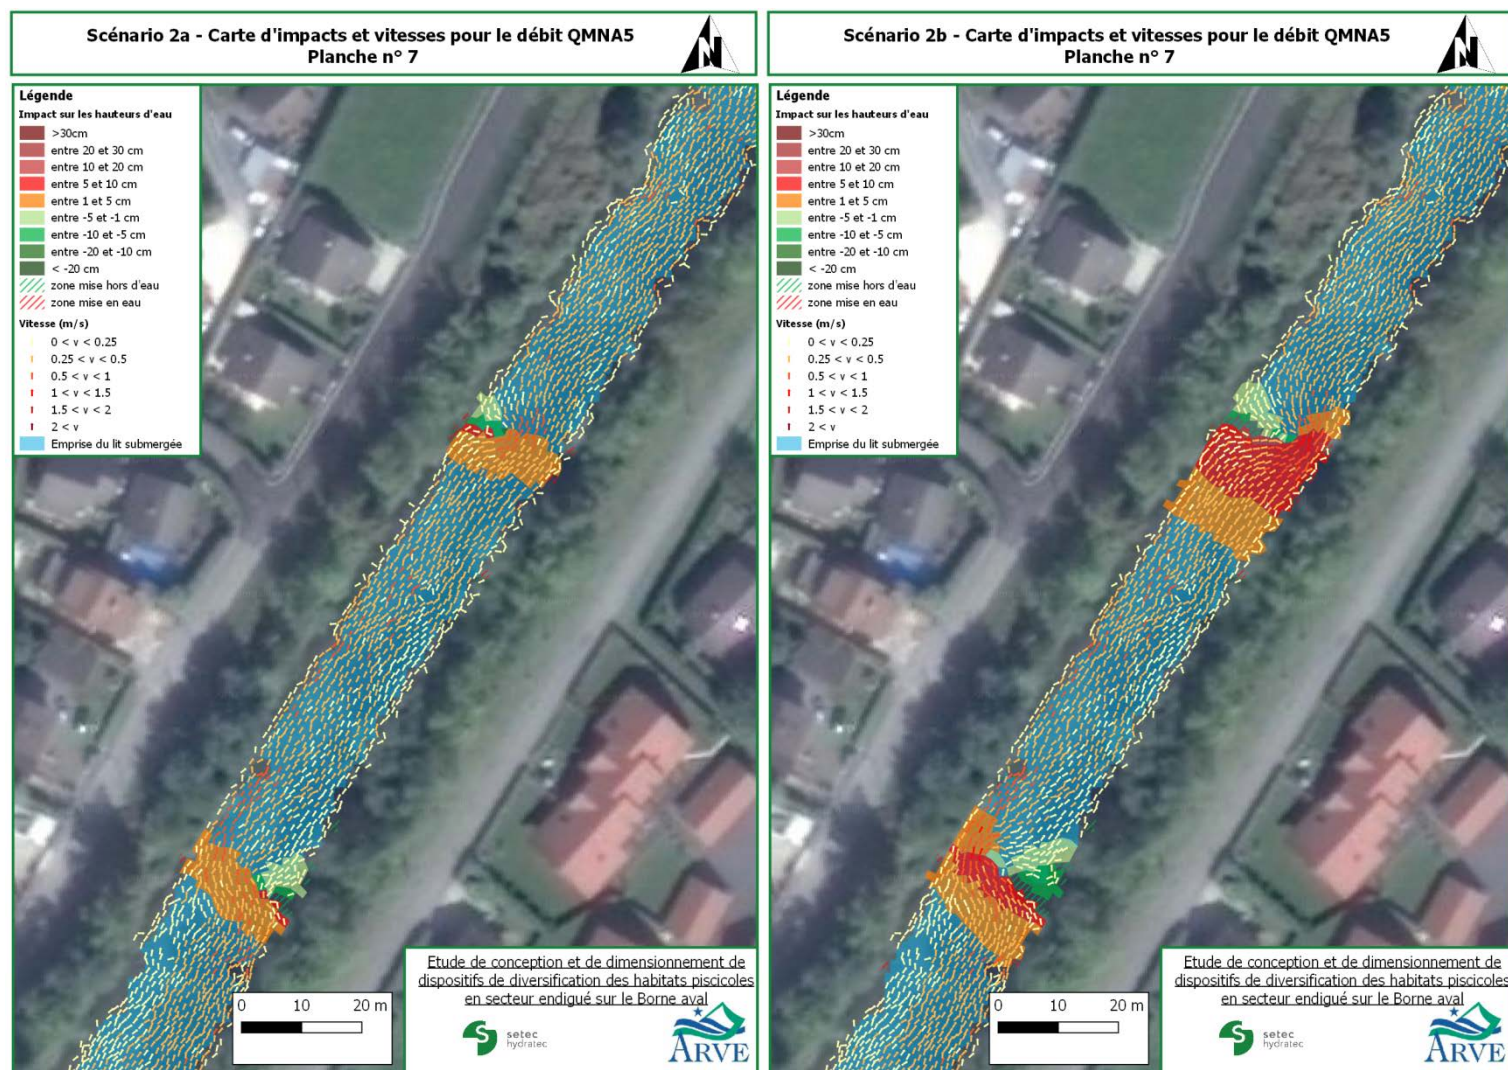 Scénario 2a - Carte d'impacts et vitesses pour le débit QMNA5
Planche n° 7
N
Légende
Impact sur les hauteurs d'eau
>30cm
entre 20 et 30 cm
entre 10 et 20 cm
entre 5 et 10 cm
entre 1 et 5 cm
entre -5 et -1 cm
entre -10 et -5 cm
entre -20 et -10 cm
< -20 cm
zone mise hors d'eau
zone mise en eau
Vitesse (m/s)
0 < v < 0.25
0.25 < v < 0.5
0.5 < v < 1
1 < v < 1.5
1.5 < v < 2
2 < v
Emprise du lit submergée
0 10 20 m
Etude de conception et de dimensionnement de
dispositifs de diversification des habitats piscicoles
en secteur endigué sur le Borne aval
setec
hydratec
ARVE
Scénario 2b - Carte d'impacts et vitesses pour le débit QMNA5
Planche n° 7
N
Légende
Impact sur les hauteurs d'eau
>30cm
entre 20 et 30 cm
entre 10 et 20 cm
entre 5 et 10 cm
entre 1 et 5 cm
entre -5 et -1 cm
entre -10 et -5 cm
entre -20 et -10 cm
< -20 cm
zone mise hors d'eau
zone mise en eau
Vitesse (m/s)
0 < v < 0.25
0.25 < v < 0.5
0.5 < v < 1
1 < v < 1.5
1.5 < v < 2
2 < v
Emprise du lit submergée
0 10 20 m
Etude de conception et de dimensionnement de
dispositifs de diversification des habitats piscicoles
en secteur endigué sur le Borne aval
setec
hydratec
ARVE